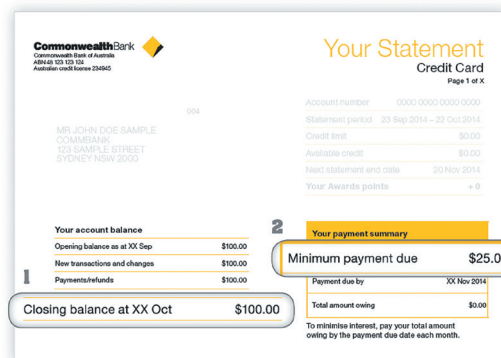 CommonwealthBank
Commonwealth Bank of Australia
ABN 48 123 123 124
Australian credit license 234945
Your Statement
Credit Card
Page 1 of X
Account number 0000 0000 0000 0000
Statement period 23 Sep 2014 – 22 Oct 2014
Credit limit $0.00
Available credit $0.00
Next statement end date 20 Nov 2014
Your Awards points + 0
004
MR JOHN DOE SAMPLE
COMMBANK
123 SAMPLE STREET
SYDNEY NSW 2000
Your account balance
Opening balance as at XX Sep $100.00
New transactions and changes $100.00
Payments/refunds $100.00
1
Closing balance at XX Oct $100.00
2
Your payment summary
Minimum payment due $25.0
Payment due by XX Nov 2014
Total amount owing $0.00
To minimise interest, pay your total amount
owing by the payment due date each month.